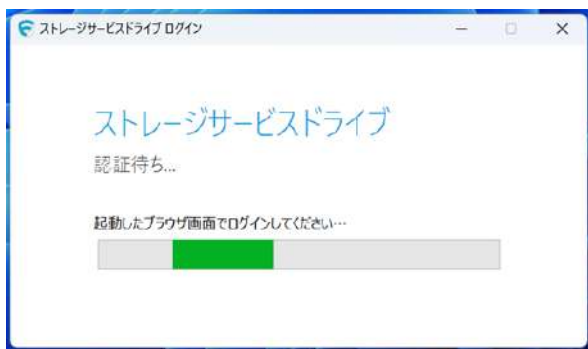 ストレージサービスドライブ ログイン
ストレージサービスドライブ
認証待ち...
起動したブラウザ画面でログインしてください…